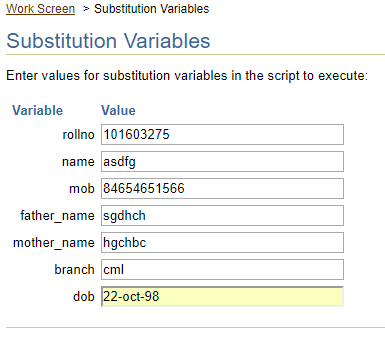 Work Screen > Substitution Variables
Substitution Variables
Enter values for substitution variables in the script to execute:
Variable Value
rollno 101603275
name asdfg
mob 84654651566
father_name sgdhch
mother_name hgchbc
branch cml
dob 22-oct-98